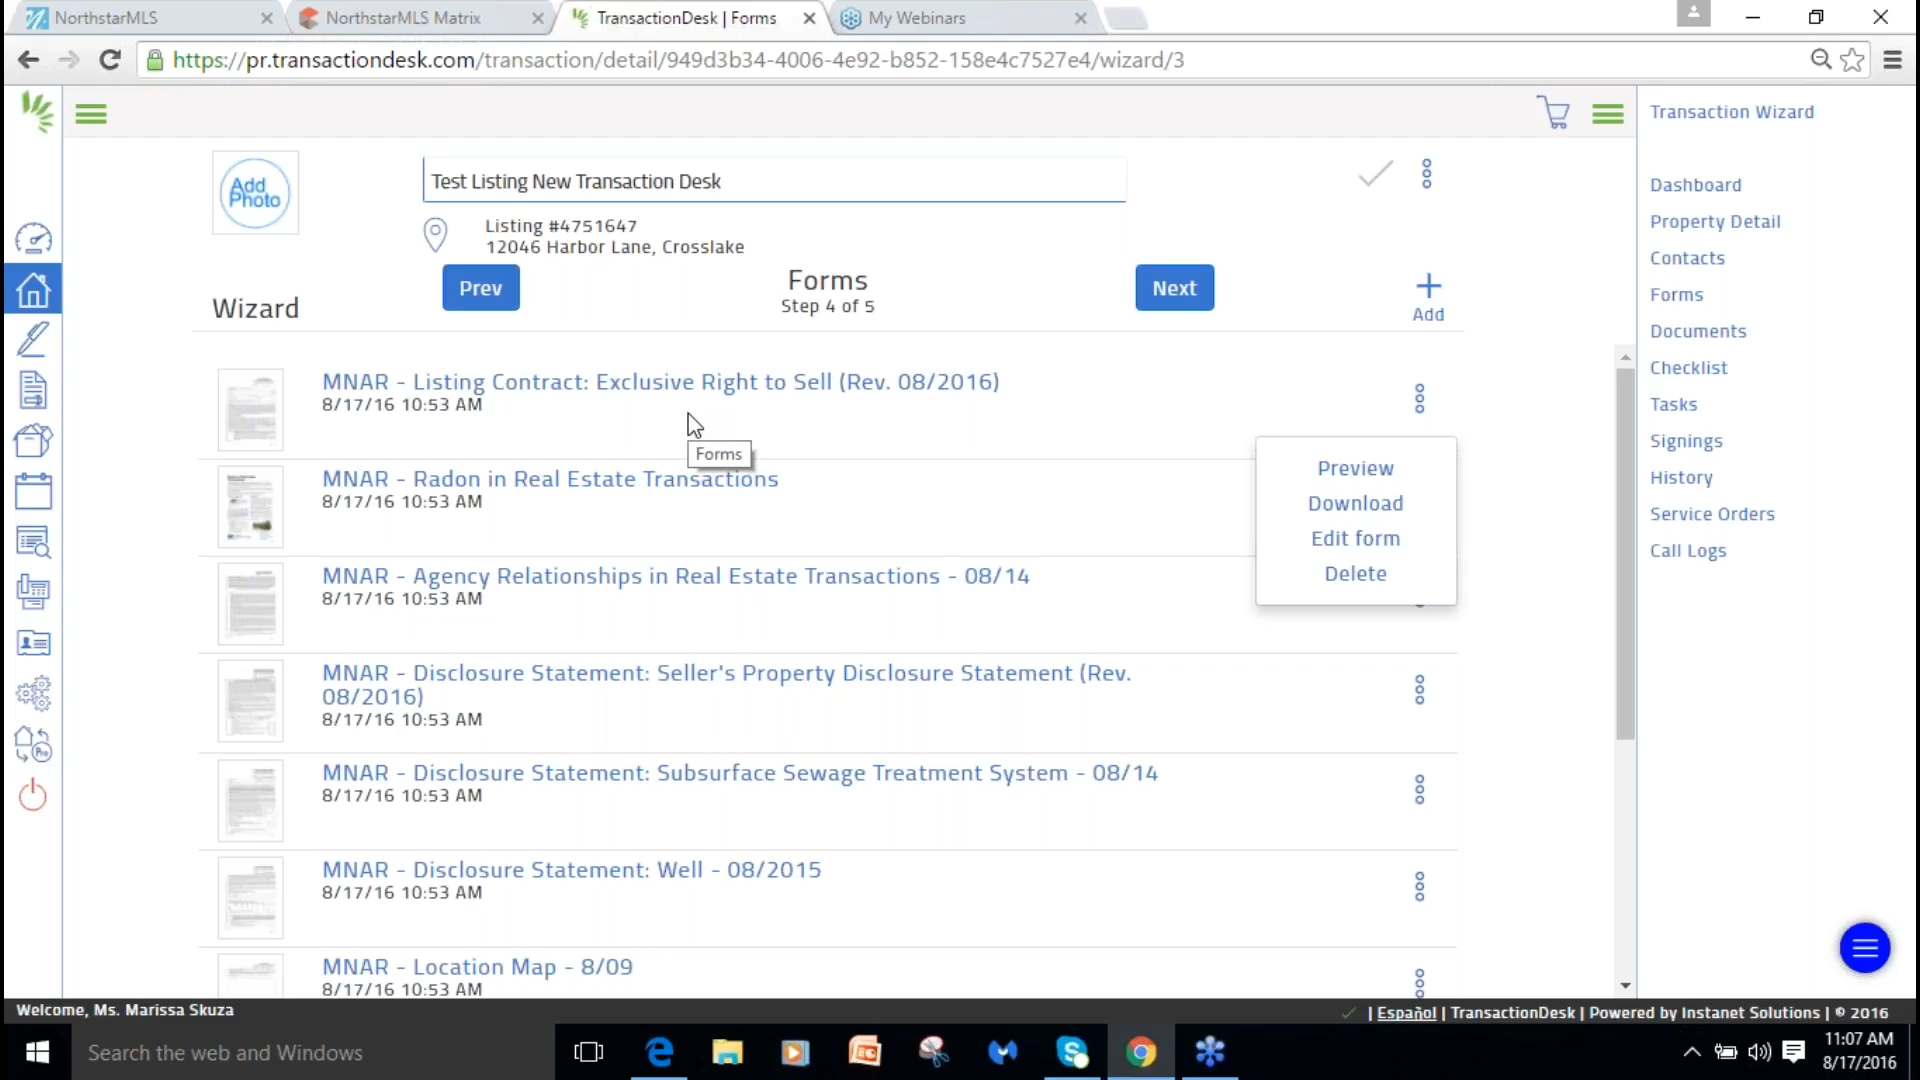 NorthstarMLS
NorthstarMLS Matrix
TransactionDesk | Forms
My Webinars
https://pr.transactiondesk.com/transaction/detail/949d3b34-4006-4e92-b852-158e4c7527e4/wizard/3
Add
Photo
Test Listing New Transaction Desk
Listing #4751647
12046 Harbor Lane, Crosslake
Wizard
Prev
Forms
Step 4 of 5
Next
Add
MNAR - Listing Contract: Exclusive Right to Sell (Rev. 08/2016)
8/17/16 10:53 AM
Forms
MNAR - Radon in Real Estate Transactions
8/17/16 10:53 AM
MNAR - Agency Relationships in Real Estate Transactions - 08/14
8/17/16 10:53 AM
MNAR - Disclosure Statement: Seller's Property Disclosure Statement (Rev.
08/2016)
8/17/16 10:53 AM
MNAR - Disclosure Statement: Subsurface Sewage Treatment System - 08/14
8/17/16 10:53 AM
MNAR - Disclosure Statement: Well - 08/2015
8/17/16 10:53 AM
MNAR - Location Map - 8/09
8/17/16 10:53 AM
Preview
Download
Edit form
Delete
Transaction Wizard
Dashboard
Property Detail
Contacts
Forms
Documents
Checklist
Tasks
Signings
History
Service Orders
Call Logs
Welcome, Ms. Marissa Skuza
| Español | TransactionDesk | Powered by Instanet Solutions | © 2016
Search the web and Windows
11:07 AM
8/17/2016